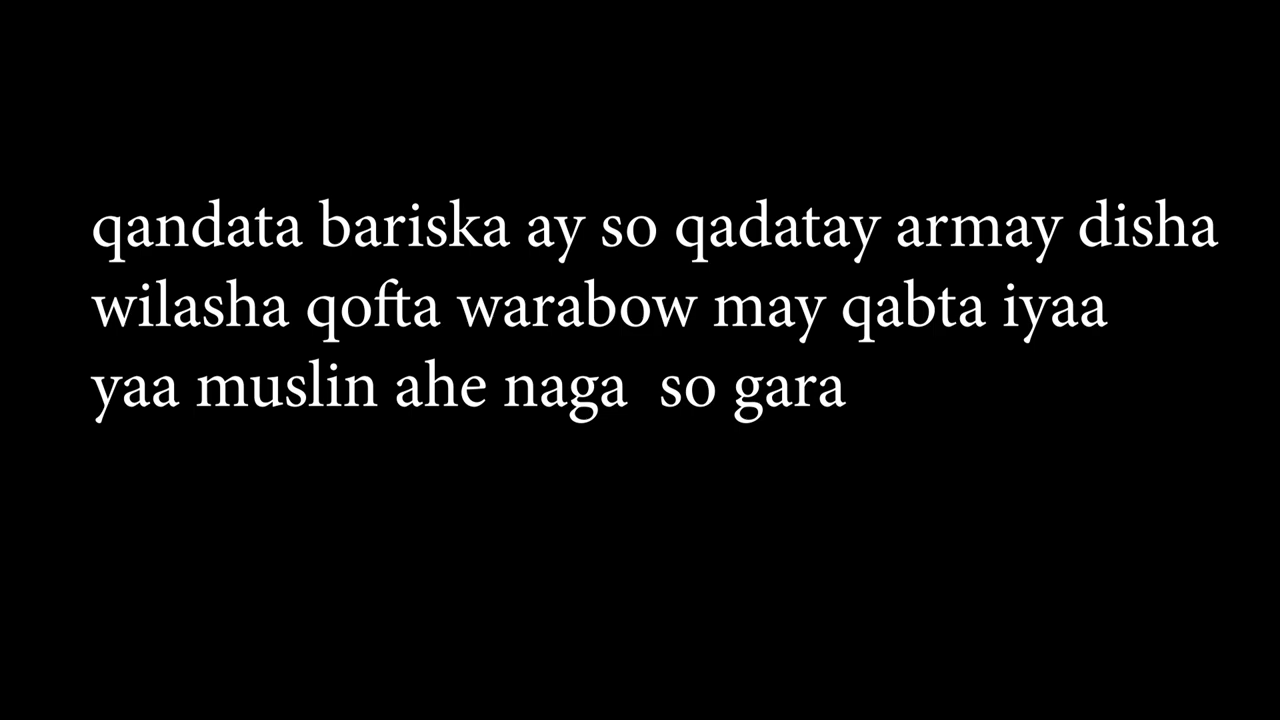 qandata bariska ay so qadatay armay disha
wilasha qofta warabow may qabta iyaa
yaa muslin ahe naga  so gara